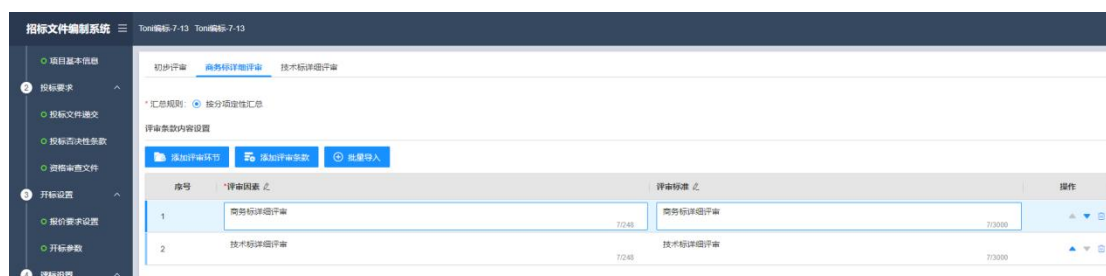 招标文件编制系统 Toni编标-7-13 Toni编标-7-13
项目基本信息
2 投标要求
投标文件递交
投标否决性条款
资格审查文件
3 开标设置
报价要求设置
开标参数
4 评标设置
初步评审 商务标详细评审 技术标详细评审
*汇总规则: 按分项定性汇总
评审条款内容设置
添加评审环节 添加评审条款 批量导入
序号 *评审因素 评审标准 操作
1 商务标详细评审 7/248 商务标详细评审 7/3000
2 技术标详细评审 7/248 技术标详细评审 7/3000